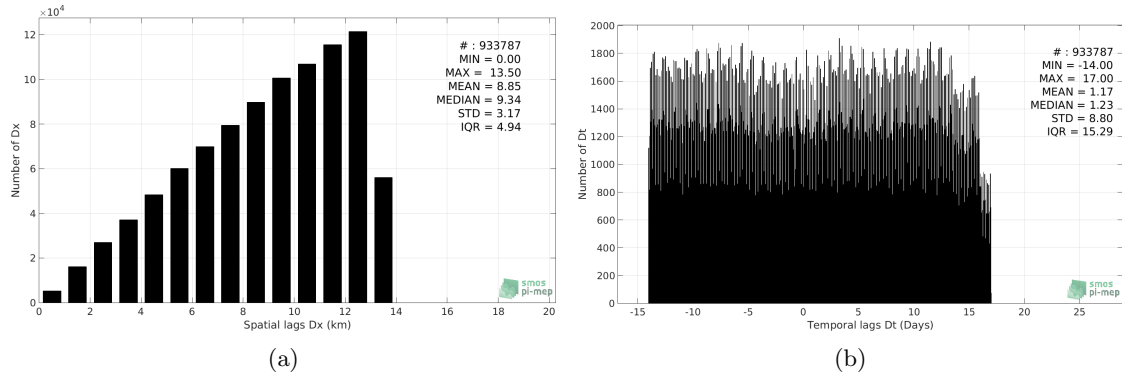 ×10⁴
12
10
8
6
4
2
0
Number of Dx
# : 933787
MIN = 0.00
MAX = 13.50
MEAN = 8.85
MEDIAN = 9.34
STD = 3.17
IQR = 4.94
smos
pi-mep
0 2 4 6 8 10 12 14 16 18 20
Spatial lags Dx (km)
(a)
2000
1800
1600
1400
1200
1000
800
600
400
200
0
Number of Dt
# : 933787
MIN = -14.00
MAX = 17.00
MEAN = 1.17
MEDIAN = 1.23
STD = 8.80
IQR = 15.29
smos
pi-mep
-15 -10 -5 0 5 10 15 20 25
Temporal lags Dt (Days)
(b)